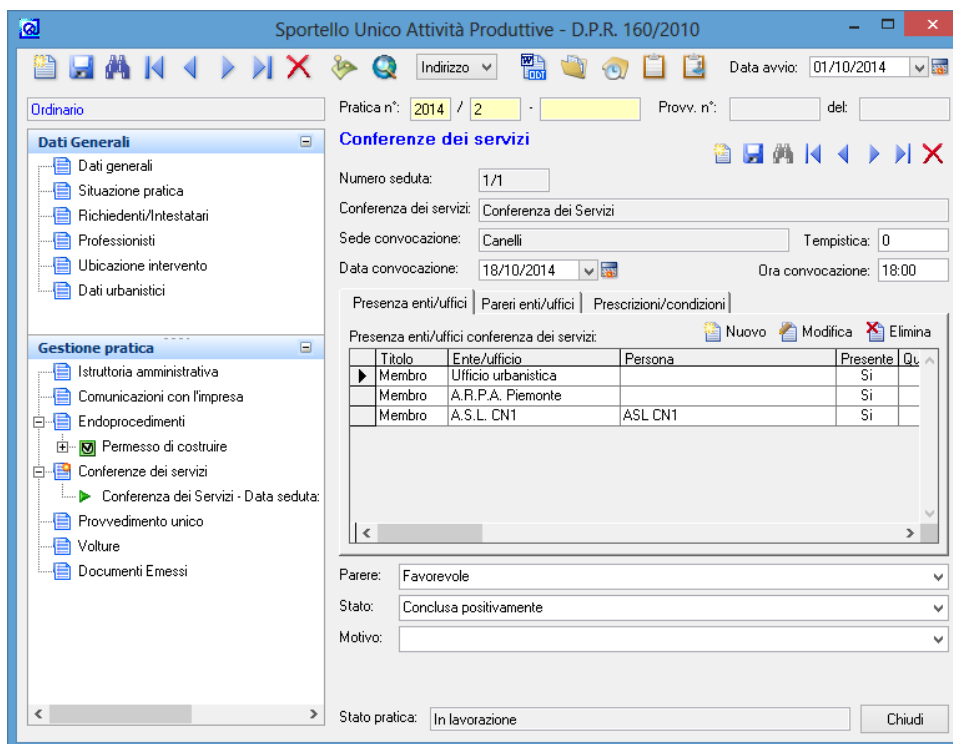 Sportello Unico Attività Produttive - D.P.R. 160/2010
Indirizzo
W
ODT
Data avvio: 01/10/2014
Ordinario
Pratica n°: 2014 / 2 -
Provv. n°: del:
Dati Generali
Dati generali
Situazione pratica
Richiedenti/Intestatari
Professionisti
Ubicazione intervento
Dati urbanistici
Gestione pratica
Istruttoria amministrativa
Comunicazioni con l'impresa
Endoprocedimenti
Permesso di costruire
Conferenze dei servizi
Conferenza dei Servizi - Data seduta:
Provvedimento unico
Volture
Documenti Emessi
Conferenze dei servizi
Numero seduta: 1/1
Conferenza dei servizi: Conferenza dei Servizi
Sede convocazione: Canelli Tempistica: 0
Data convocazione: 18/10/2014 Ora convocazione: 18:00
Presenza enti/uffici Pareri enti/uffici Prescrizioni/condizioni
Presenza enti/uffici conferenza dei servizi: Nuovo Modifica Elimina
Titolo Ente/ufficio Persona Presente Qu
Membro Ufficio urbanistica Si
Membro A.R.P.A. Piemonte Si
Membro A.S.L. CN1 ASL CN1 Si
Parere: Favorevole
Stato: Conclusa positivamente
Motivo:
Stato pratica: In lavorazione Chiudi